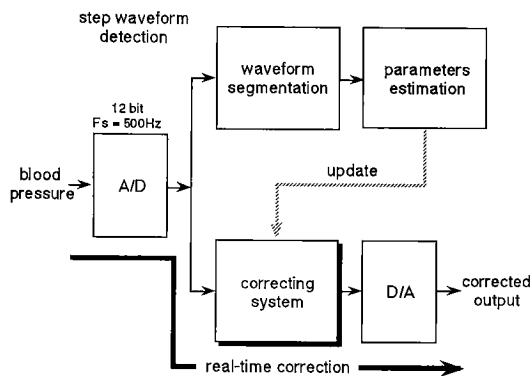 step waveform
detection
waveform
segmentation
parameters
estimation
12 bit
Fs = 500Hz
blood
pressure
A/D
update
correcting
system
D/A
corrected
output
real-time correction